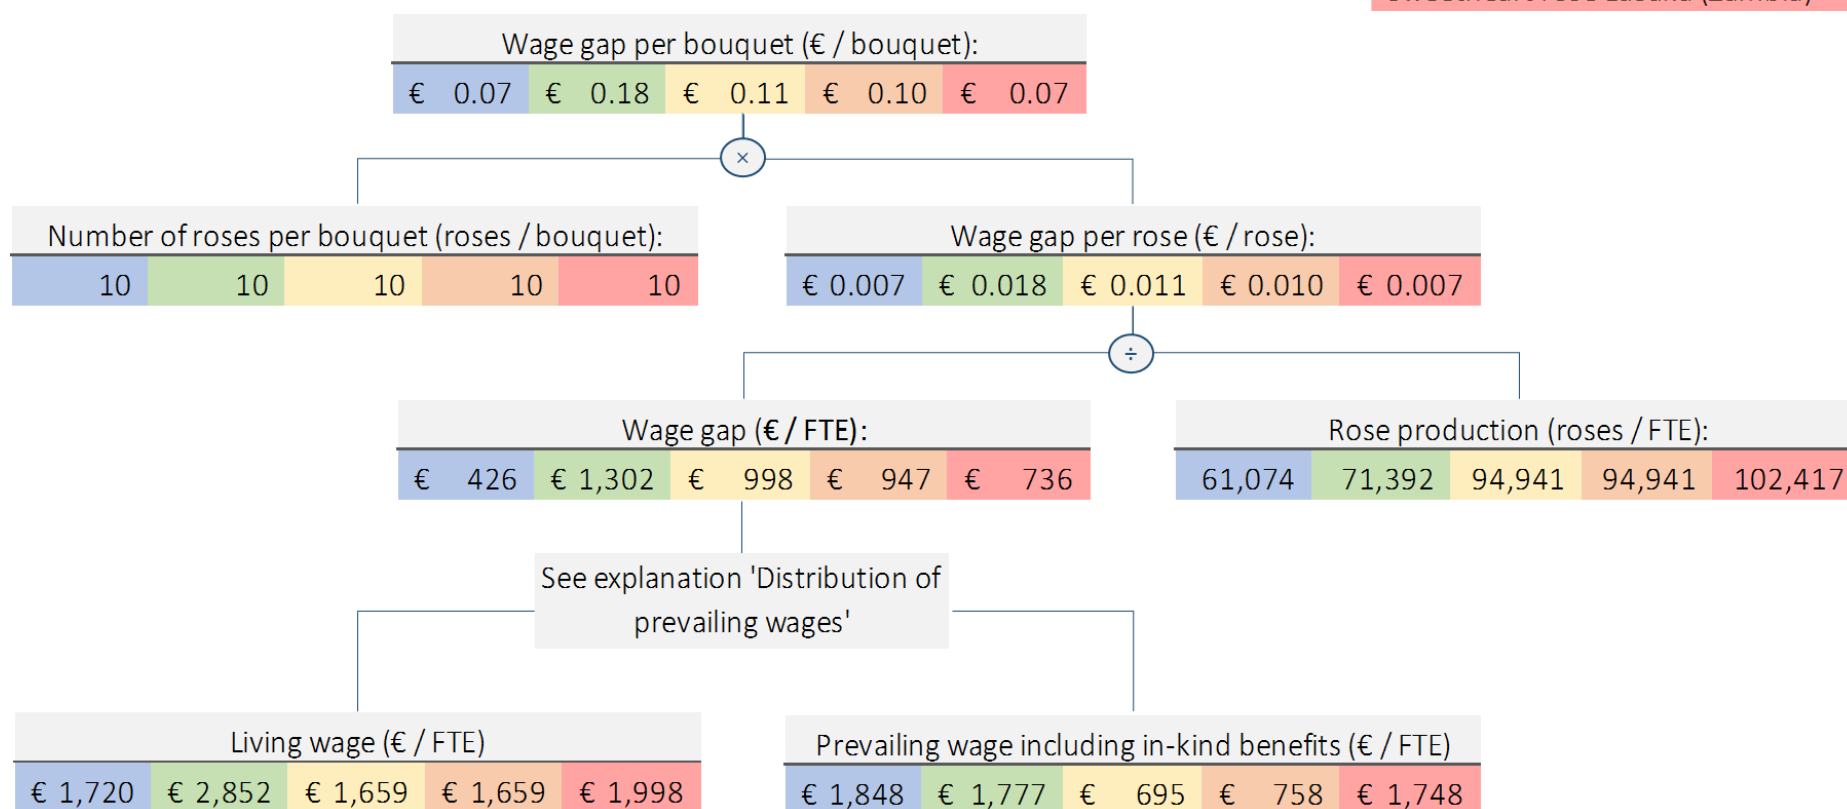 Wage gap per bouquet (€ / bouquet):
€ 0.07 € 0.18 € 0.11 € 0.10 € 0.07
×
Number of roses per bouquet (roses / bouquet):
10 10 10 10 10
Wage gap per rose (€ / rose):
€ 0.007 € 0.018 € 0.011 € 0.010 € 0.007
÷
Wage gap (€ / FTE):
€ 426 € 1,302 € 998 € 947 € 736
Rose production (roses / FTE):
61,074 71,392 94,941 94,941 102,417
See explanation 'Distribution of
prevailing wages'
Living wage (€ / FTE)
€ 1,720 € 2,852 € 1,659 € 1,659 € 1,998
Prevailing wage including in-kind benefits (€ / FTE)
€ 1,848 € 1,777 € 695 € 758 € 1,748